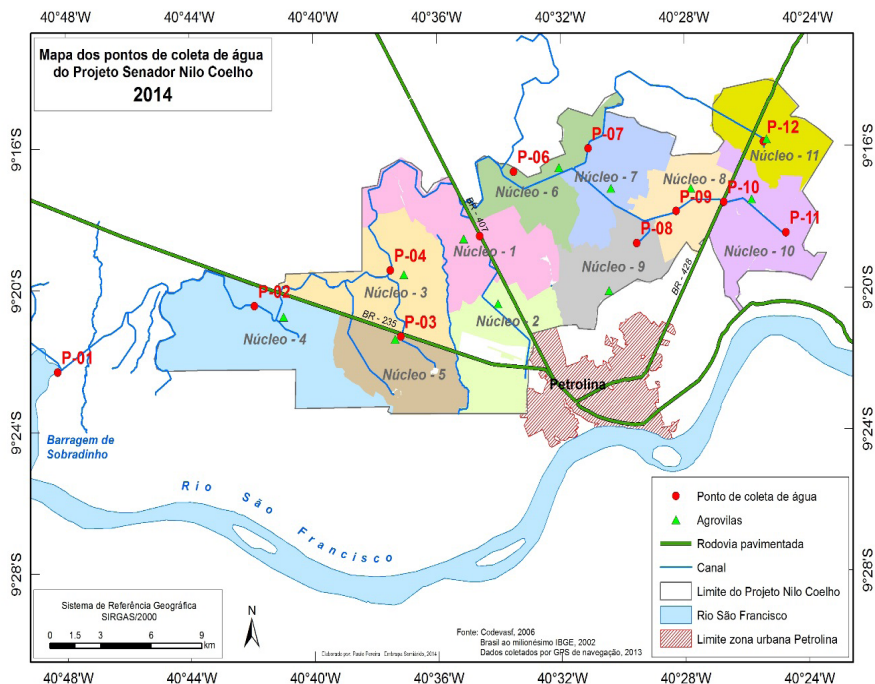 40°48'W 40°44'W 40°40'W 40°36'W 40°32'W 40°28'W 40°24'W
Mapa dos pontos de coleta de água
do Projeto Senador Nilo Coelho
2014
9°16'S
9°20'S
9°24'S
9°28'S
9°16'S
9°20'S
9°24'S
9°28'S
P-12
Núcleo - 11
P-07
P-06
Núcleo - 7
Núcleo - 8
Núcleo - 6
P-10
P-09
BR - 407
P-11
P-08
Núcleo - 1
Núcleo - 10
P-04
Núcleo - 9
BR - 428
Núcleo - 3
P-02
BR - 235
P-03
Núcleo - 2
Núcleo - 4
P-01
Núcleo - 5
Petrolina
Barragem de
Sobradinho
Rio São Francisco
Ponto de coleta de água
Agrovilas
Rodovia pavimentada
Canal
Limite do Projeto Nilo Coelho
Rio São Francisco
Limite zona urbana Petrolina
Sistema de Referência Geográfica
SIRGAS/2000
0 1.5 3 6 9
km
N
Elaborado por: Paulo Pereira - Embrapa Semiárido, 2014
Fonte: Codevasf, 2006
Brasil ao milionésimo IBGE, 2002
Dados coletados por GPS de navegação, 2013
40°48'W 40°44'W 40°40'W 40°36'W 40°32'W 40°28'W 40°24'W